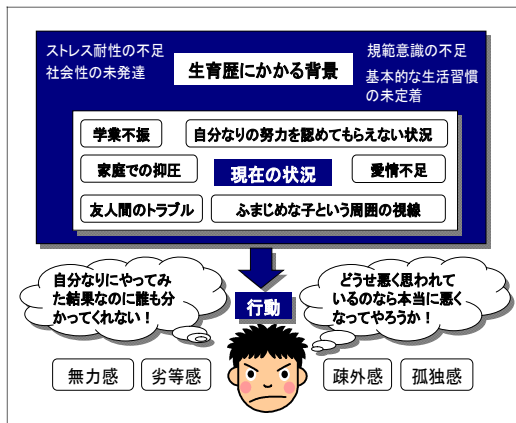 ストレス耐性の不足
社会性の未発達
生育歴にかかる背景
規範意識の不足
基本的な生活習慣
の未定着
学業不振
自分なりの努力を認めてもらえない状況
家庭での抑圧
現在の状況
愛情不足
友人間のトラブル
ふまじめな子という周囲の視線
自分なりにやってみ
た結果なのに誰も分
かってくれない！
行動
どうせ悪く思われて
いるのなら本当に悪く
なってやろうか！
無力感
劣等感
疎外感
孤独感